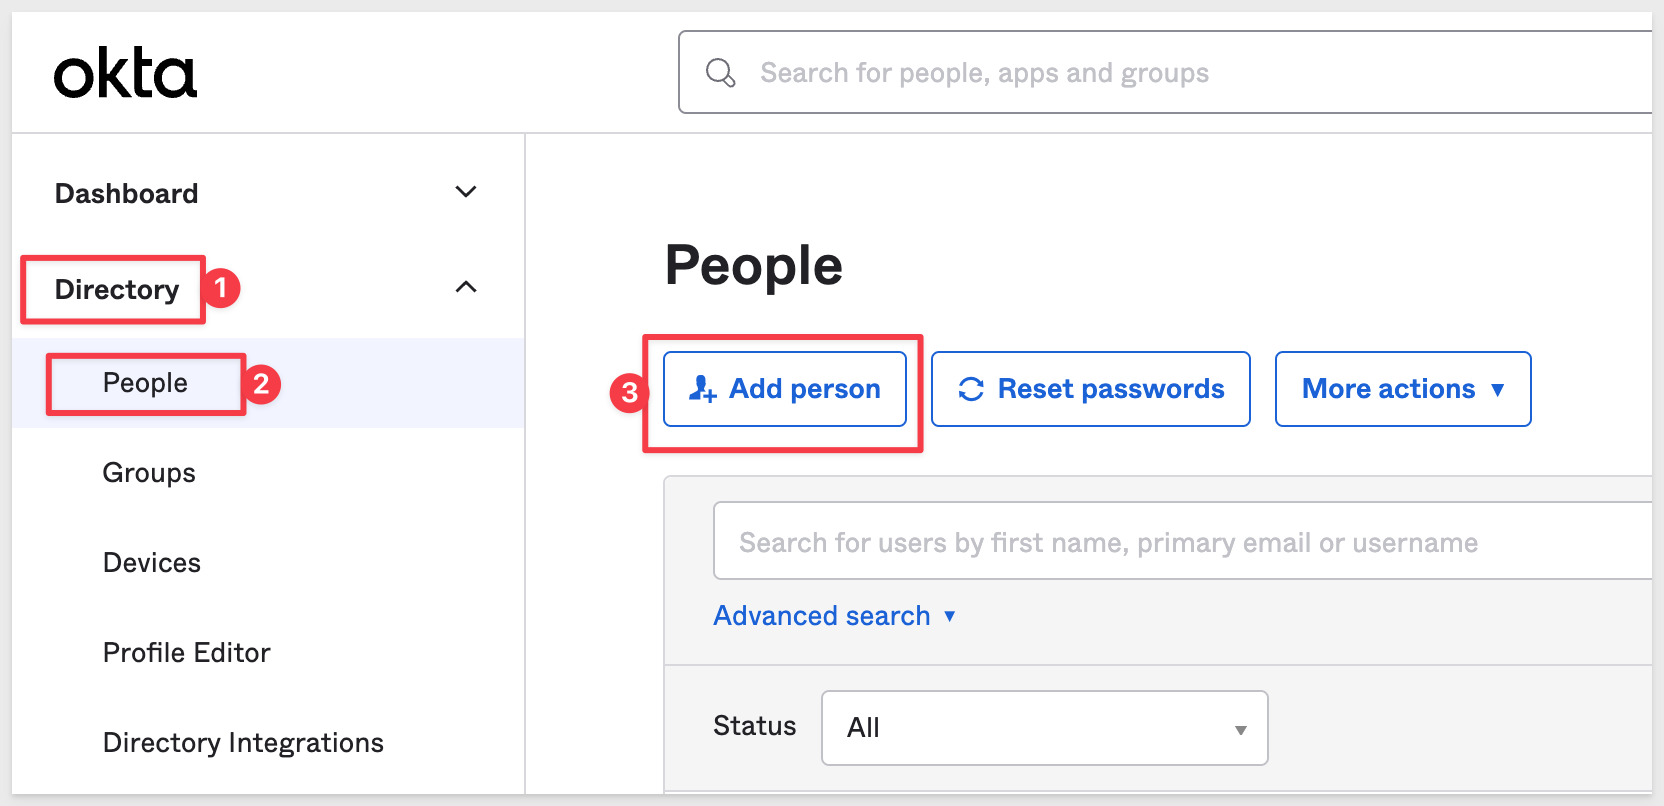 okta
Search for people, apps and groups
Dashboard
Directory 1
People 2
Groups
Devices
Profile Editor
Directory Integrations
People
3 Add person Reset passwords More actions
Search for users by first name, primary email or username
Advanced search
Status All